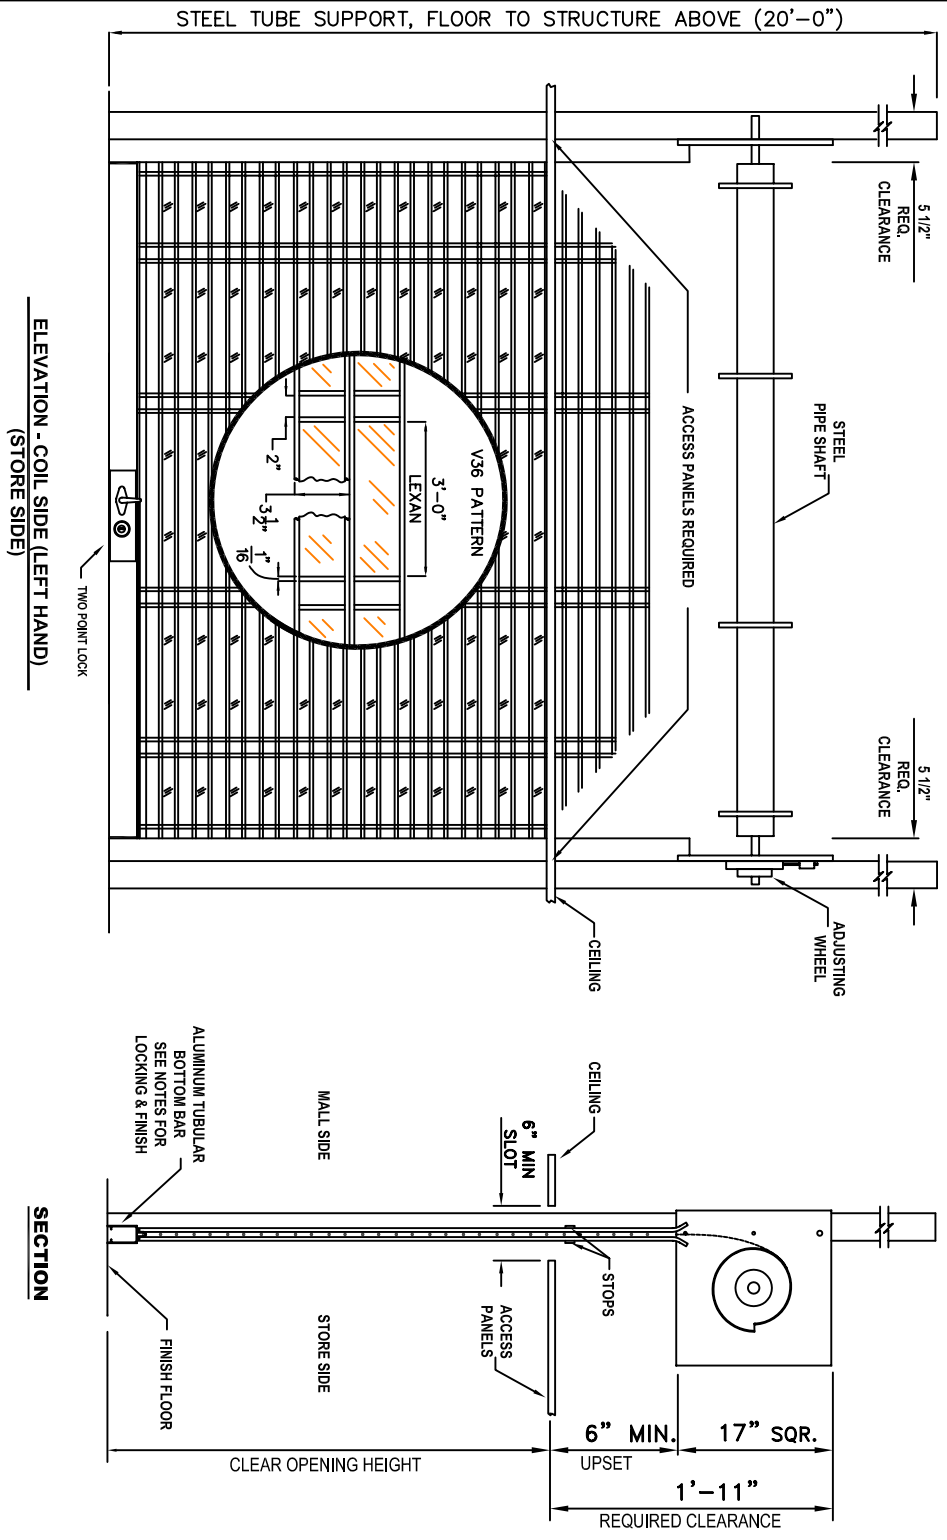 STEEL TUBE SUPPORT, FLOOR TO STRUCTURE ABOVE (20'-0")
5 1/2"
REQ.
CLEARANCE
STEEL
PIPE SHAFT
5 1/2"
REQ.
CLEARANCE
ADJUSTING
WHEEL
ACCESS PANELS REQUIRED
CEILING
V36 PATTERN
3'-0"
LEXAN
2"
3 1/2"
1/16"
TWO POINT LOCK
ELEVATION - COIL SIDE (LEFT HAND)
(STORE SIDE)
CEILING
6" MIN
SLOT
STOPS
ACCESS
PANELS
MALL SIDE
STORE SIDE
ALUMINUM TUBULAR
BOTTOM BAR
SEE NOTES FOR
LOCKING & FINISH
FINISH FLOOR
SECTION
6" MIN.
UPSET
17" SQR.
CLEAR OPENING HEIGHT
1'-11"
REQUIRED CLEARANCE